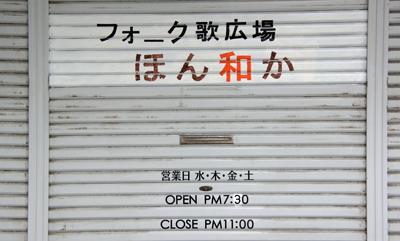 フォーク歌広場
ほん和か
営業日 水・木・金・土
OPEN PM7:30
CLOSE PM11:00